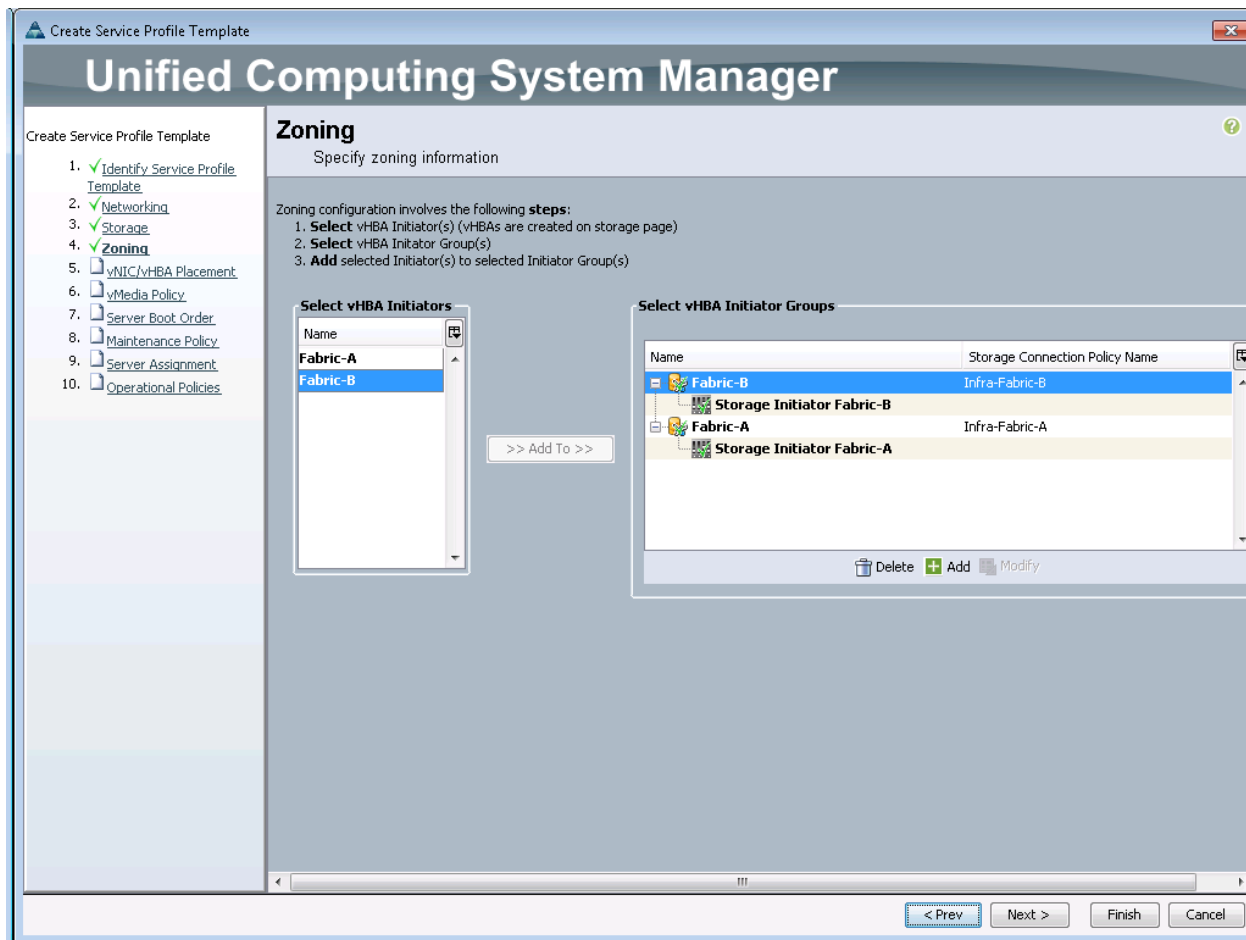 Create Service Profile Template
Unified Computing System Manager
Create Service Profile Template
1. Identify Service Profile
Template
2. Networking
3. Storage
4. Zoning
5. vNIC/vHBA Placement
6. vMedia Policy
7. Server Boot Order
8. Maintenance Policy
9. Server Assignment
10. Operational Policies
Zoning
Specify zoning information
Zoning configuration involves the following steps:
1. Select vHBA Initiator(s) (vHBAs are created on storage page)
2. Select vHBA Initator Group(s)
3. Add selected Initiator(s) to selected Initiator Group(s)
Select vHBA Initiators
Name
Fabric-A
Fabric-B
>> Add To >>
Select vHBA Initiator Groups
Name Storage Connection Policy Name
Fabric-B Infra-Fabric-B
Storage Initiator Fabric-B
Fabric-A Infra-Fabric-A
Storage Initiator Fabric-A
Delete Add Modify
< Prev Next > Finish Cancel